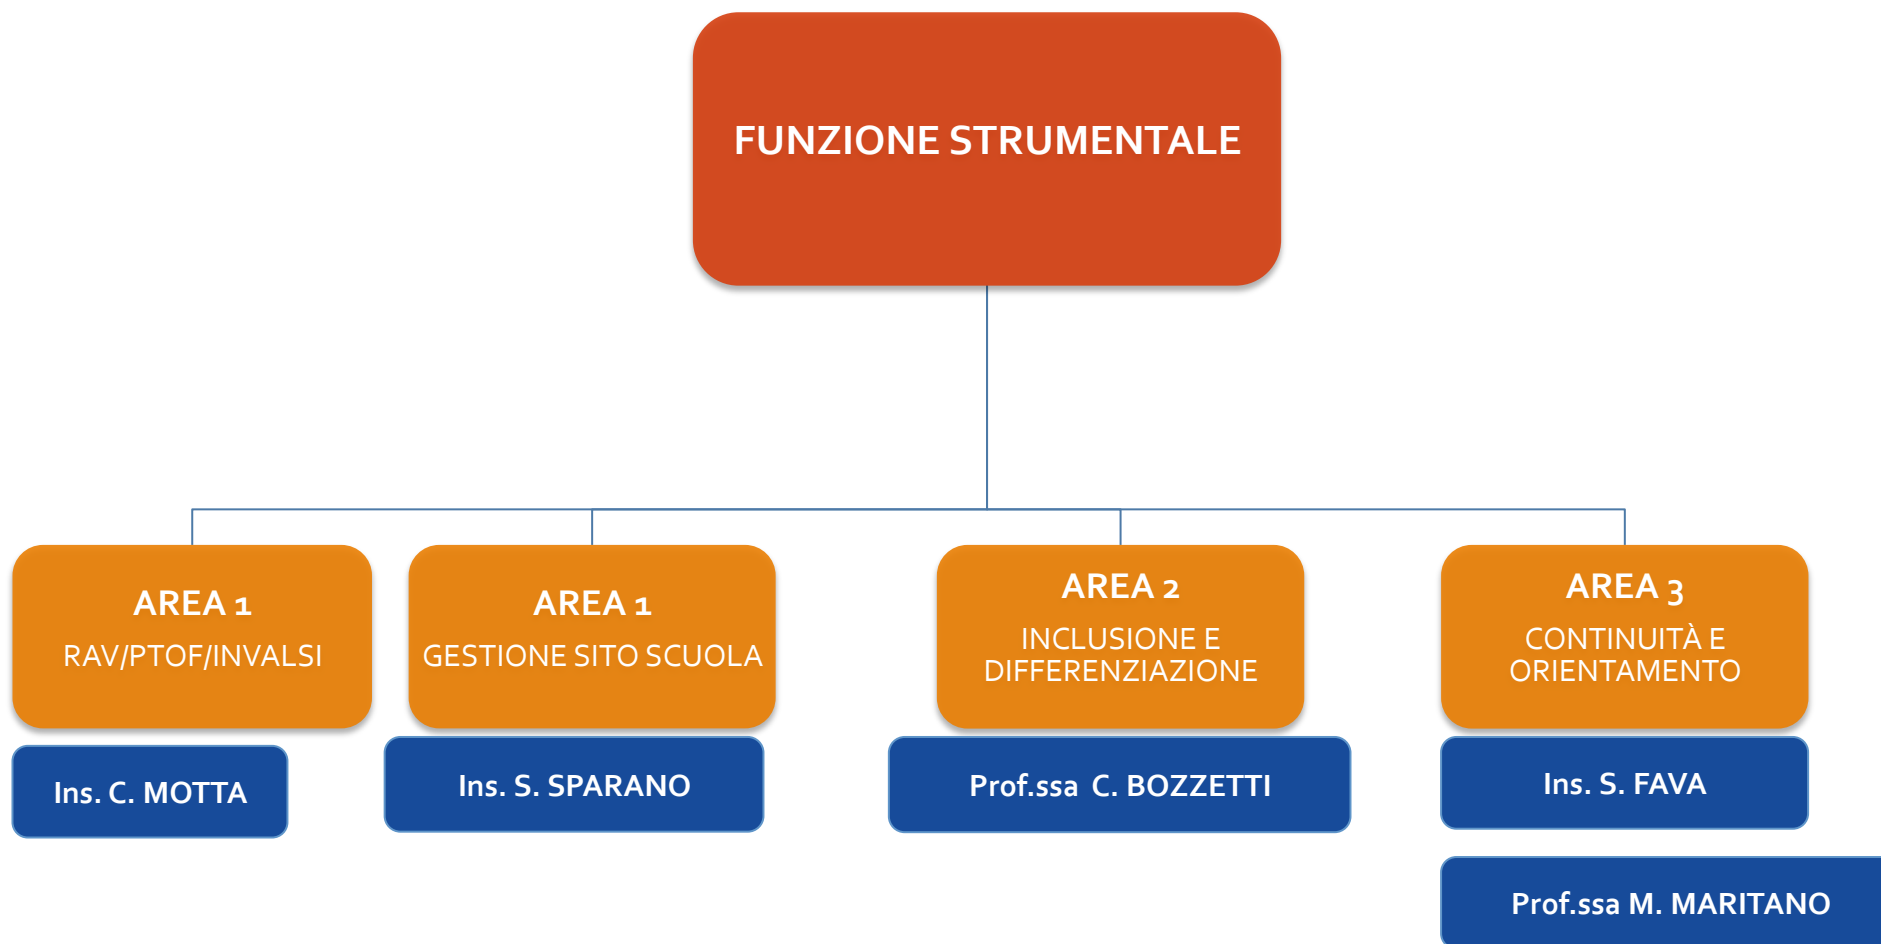 FUNZIONE STRUMENTALE
AREA 1
RAV/PTOF/INVALSI
Ins. C. MOTTA
AREA 1
GESTIONE SITO SCUOLA
Ins. S. SPARANO
AREA 2
INCLUSIONE E
DIFFERENZIAZIONE
Prof.ssa C. BOZZETTI
AREA 3
CONTINUITÀ E
ORIENTAMENTO
Ins. S. FAVA
Prof.ssa M. MARITANO